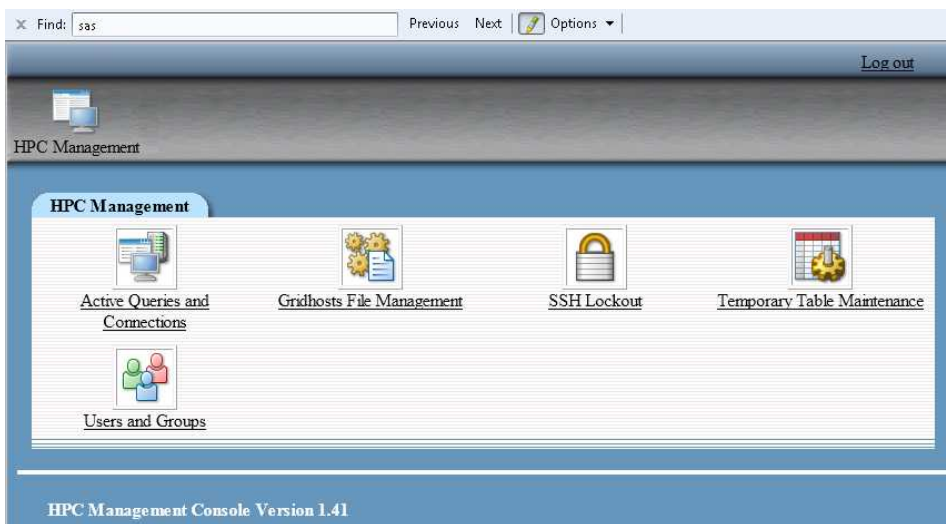 x Find: sas Previous Next Options
Log out
HPC Management
HPC Management
Active Queries and Connections
Gridhosts File Management
SSH Lockout
Temporary Table Maintenance
Users and Groups
HPC Management Console Version 1.41